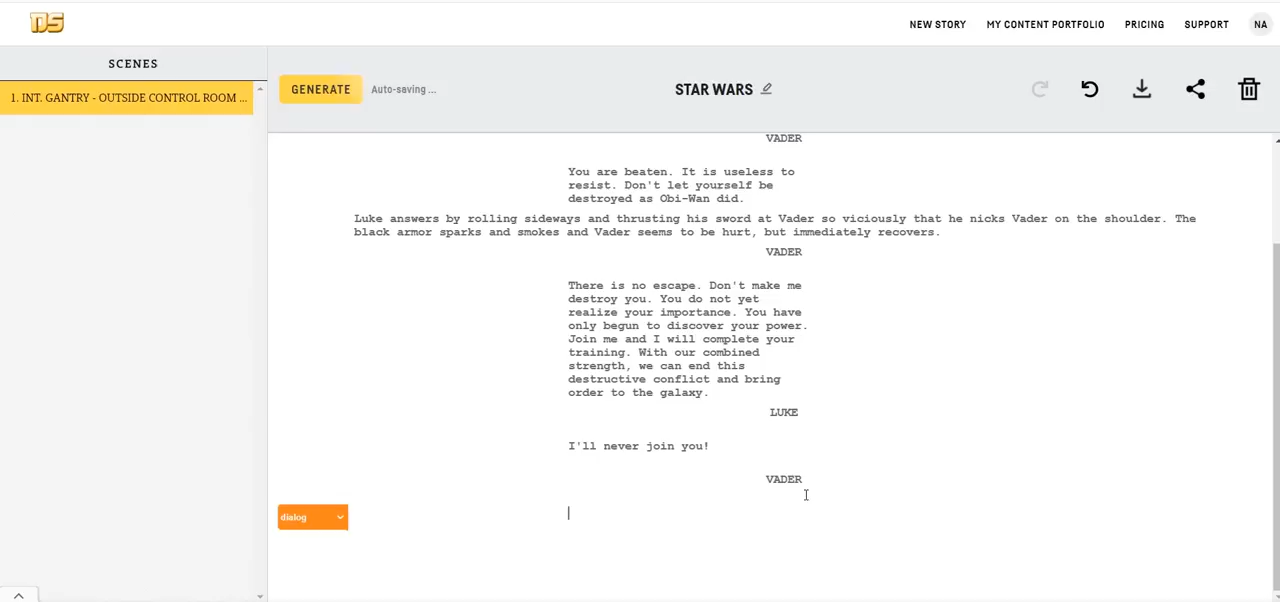 DS
NEW STORY
MY CONTENT PORTFOLIO
PRICING
SUPPORT
NA
SCENES
1. INT. GANTRY - OUTSIDE CONTROL ROOM ...
GENERATE
Auto-saving ...
STAR WARS
VADER
You are beaten. It is useless to
resist. Don't let yourself be
destroyed as Obi-Wan did.
Luke answers by rolling sideways and thrusting his sword at Vader so viciously that he nicks Vader on the shoulder. The
black armor sparks and smokes and Vader seems to be hurt, but immediately recovers.
VADER
There is no escape. Don't make me
destroy you. You do not yet
realize your importance. You have
only begun to discover your power.
Join me and I will complete your
training. With our combined
strength, we can end this
destructive conflict and bring
order to the galaxy.
LUKE
I'll never join you!
VADER
dialog